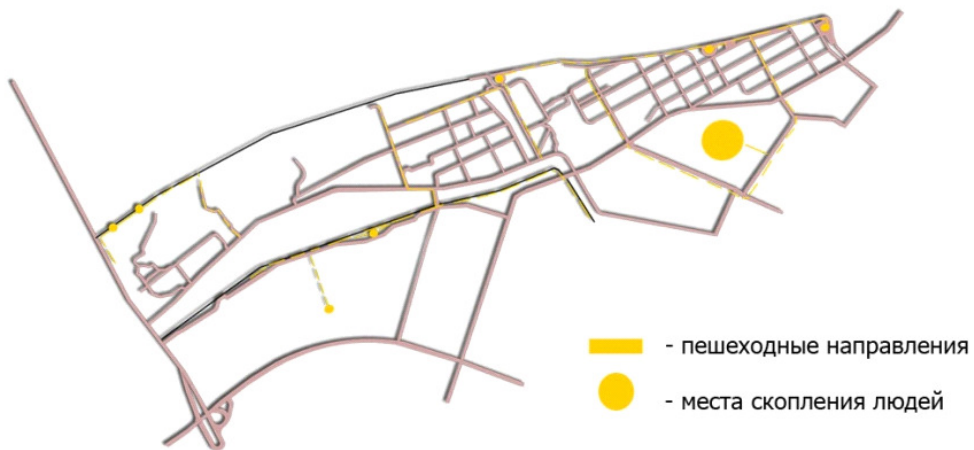 - пешеходные направления
- места скопления людей